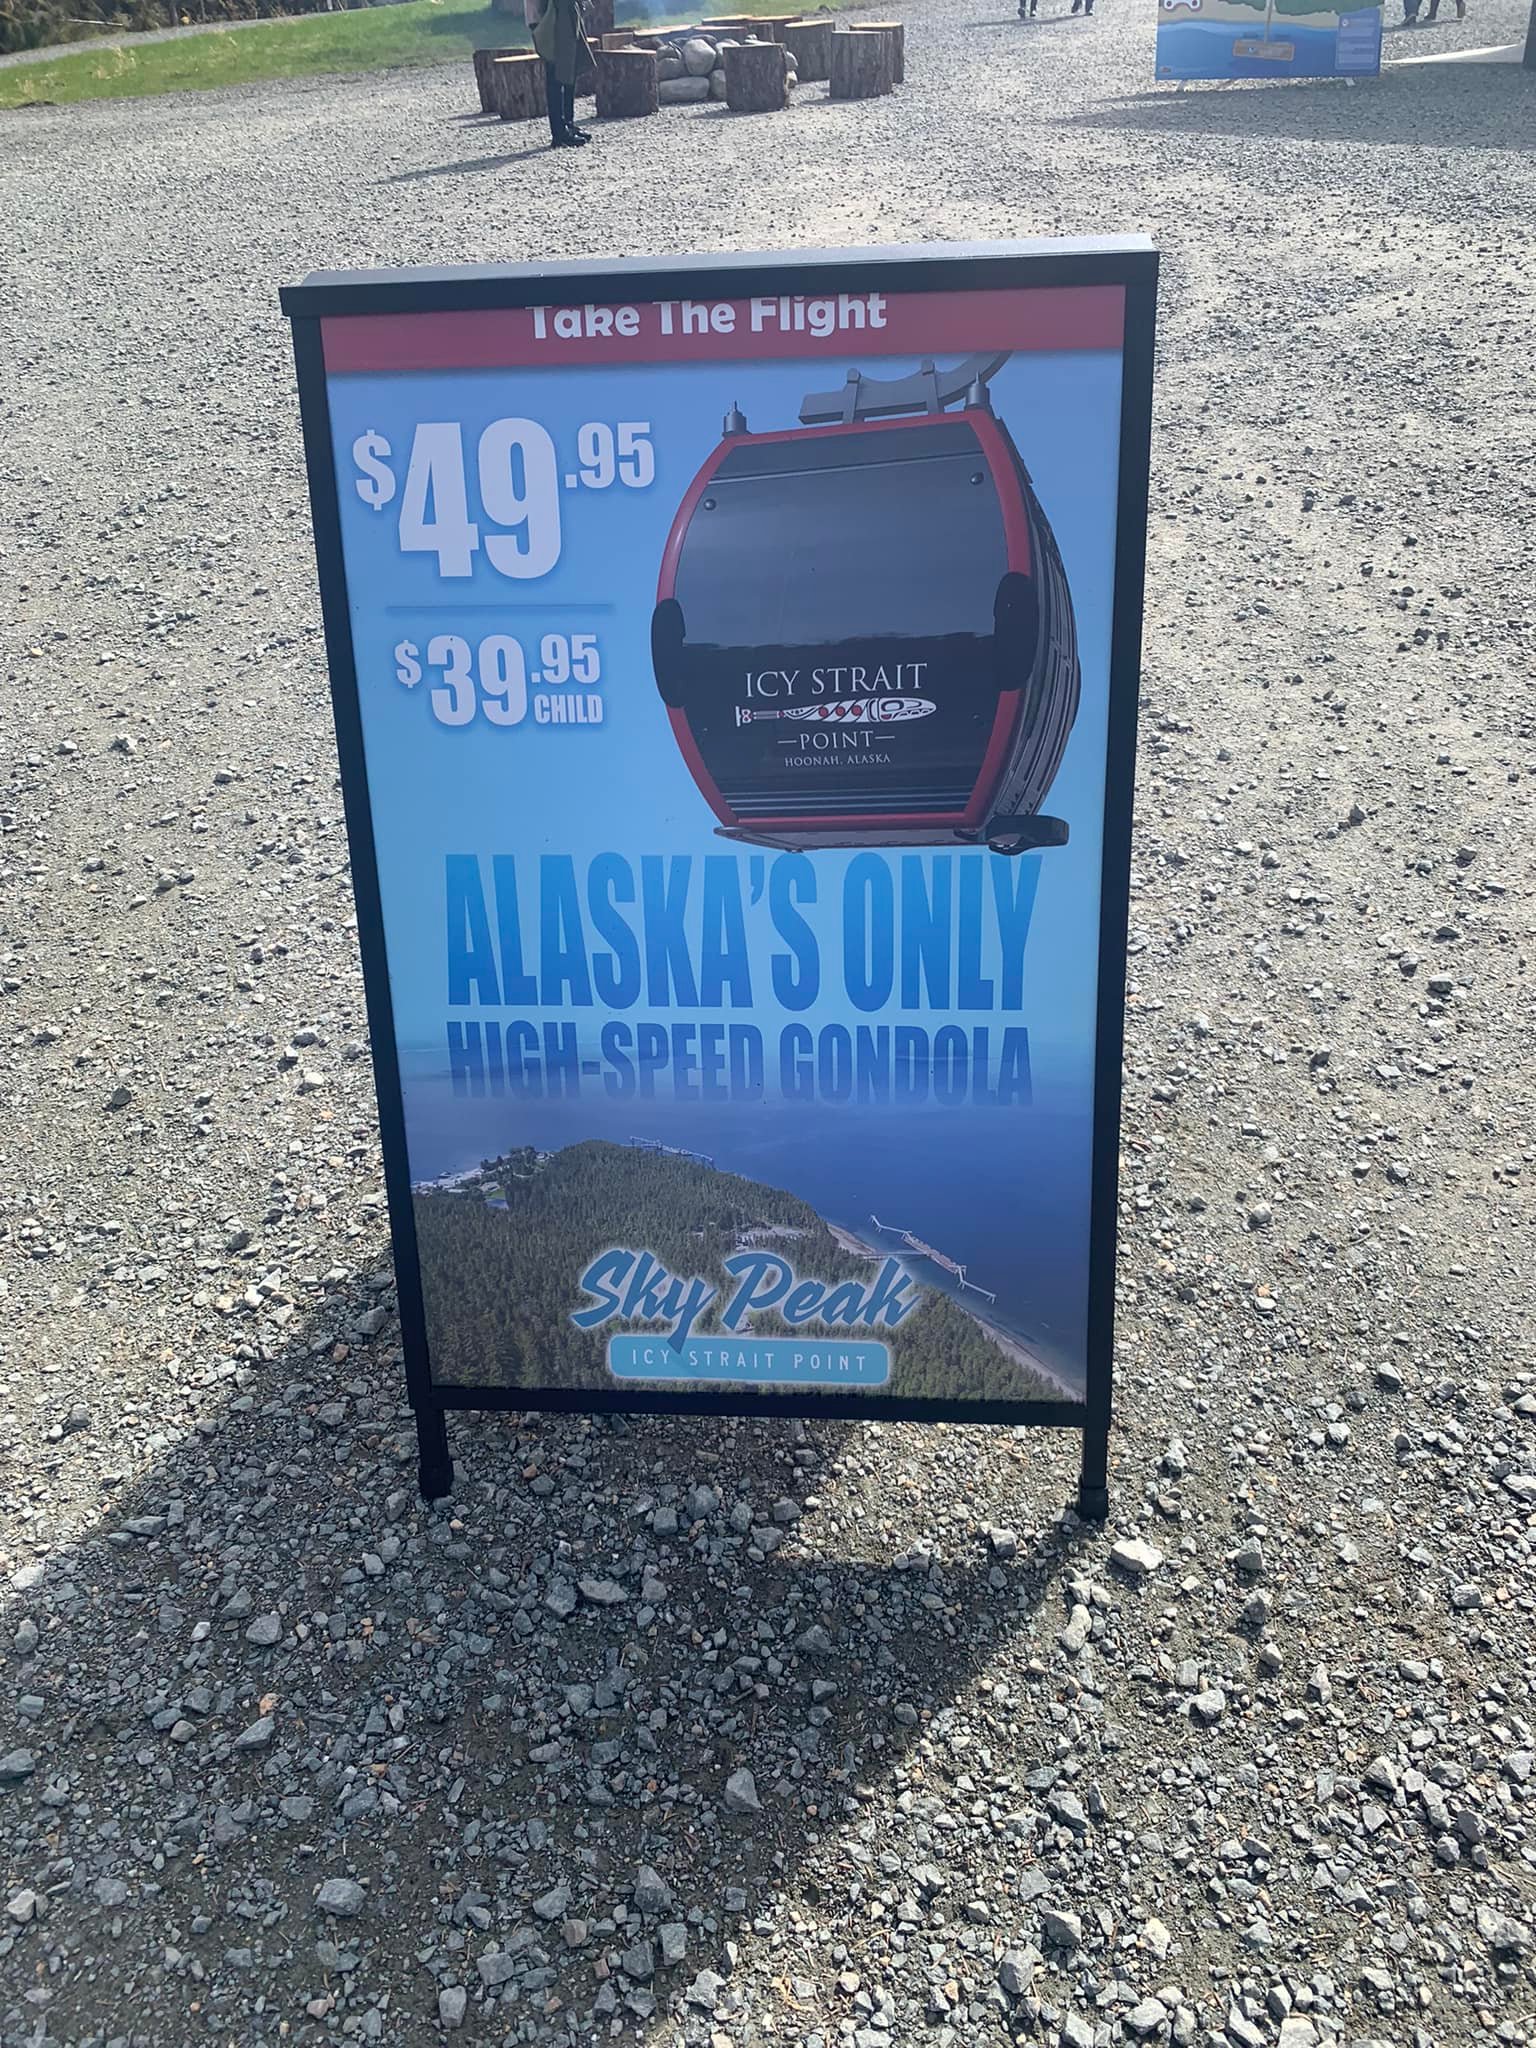 Take The Flight
$49.95
$39.95
CHILD
ICY STRAIT
—POINT—
HOONAH, ALASKA
ALASKA'S ONLY
HIGH-SPEED GONDOLA
Sky Peak
ICY STRAIT POINT